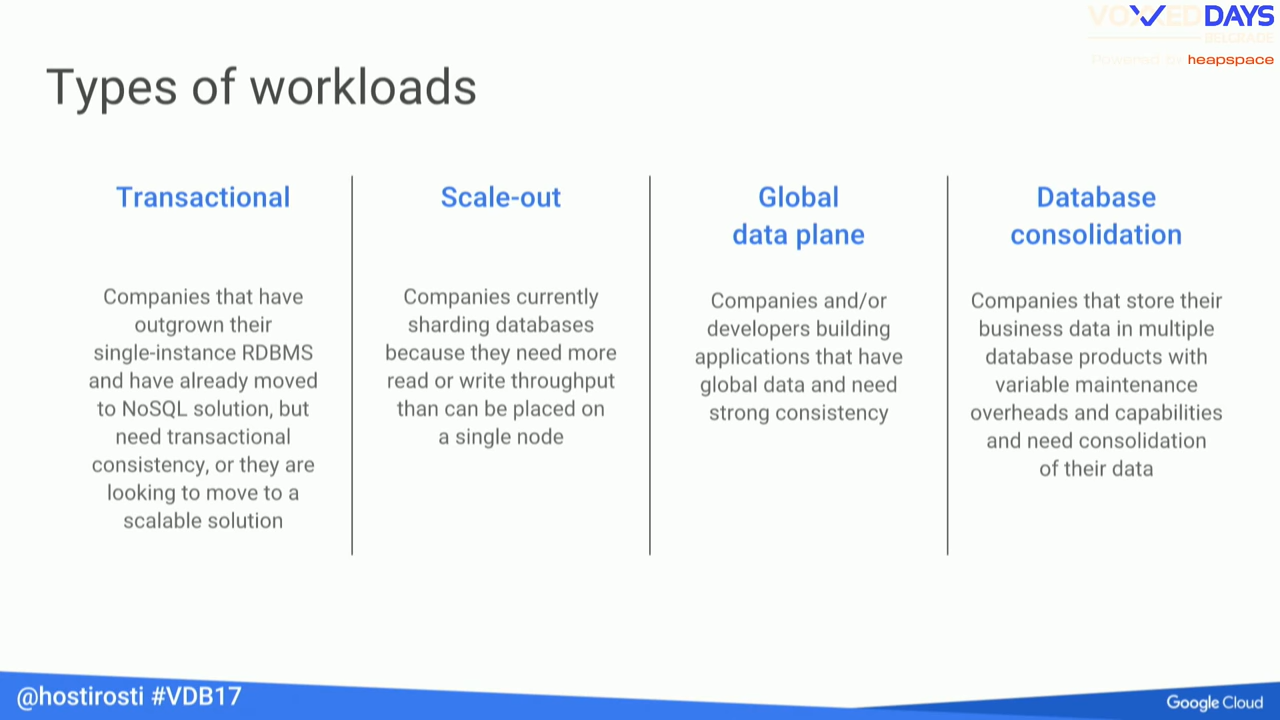 VOXXED DAYS
BELGRADE
Powered by heapspace
Types of workloads
Transactional
Companies that have
outgrown their
single-instance RDBMS
and have already moved
to NoSQL solution, but
need transactional
consistency, or they are
looking to move to a
scalable solution
Scale-out
Companies currently
sharding databases
because they need more
read or write throughput
than can be placed on
a single node
Global
data plane
Companies and/or
developers building
applications that have
global data and need
strong consistency
Database
consolidation
Companies that store their
business data in multiple
database products with
variable maintenance
overheads and capabilities
and need consolidation
of their data
@hostirosti #VDB17
Google Cloud